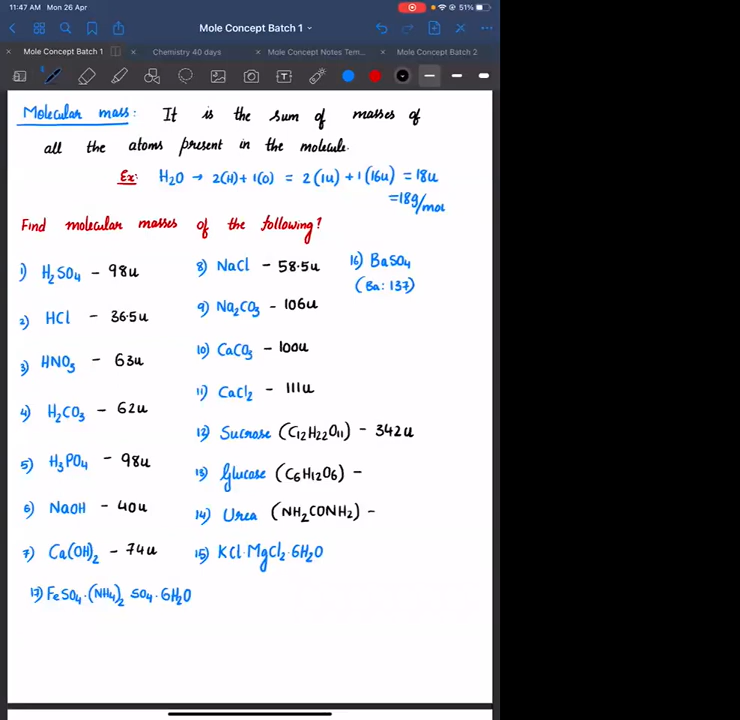 11:47 AM Mon 26 Apr
51%
Mole Concept Batch 1
Mole Concept Batch 1
Chemistry 40 days
Mole Concept Notes Tem...
Mole Concept Batch 2
Molecular mass: It is the sum of masses of
all the atoms present in the molecule.
Ex: H₂O → 2(H)+1(O) = 2(1u)+1(16u) = 18u
= 18g/mol
Find molecular masses of the following?
1) H₂SO₄ – 98u
2) HCl – 36.5u
3) HNO₃ – 63u
4) H₂CO₃ – 62u
5) H₃PO₄ – 98u
6) NaOH – 40u
7) Ca(OH)₂ – 74u
8) NaCl – 58.5u
9) Na₂CO₃ – 106u
10) CaCO₃ – 100u
11) CaCl₂ – 111u
12) Sucrose (C12H22O11) – 342u
13) Glucose (C6H12O6) –
14) Urea (NH₂CONH₂) –
15) KCl·MgCl₂·6H₂O
16) BaSO₄
(Ba: 137)
17) FeSO₄·(NH₄)₂ SO₄·6H₂O